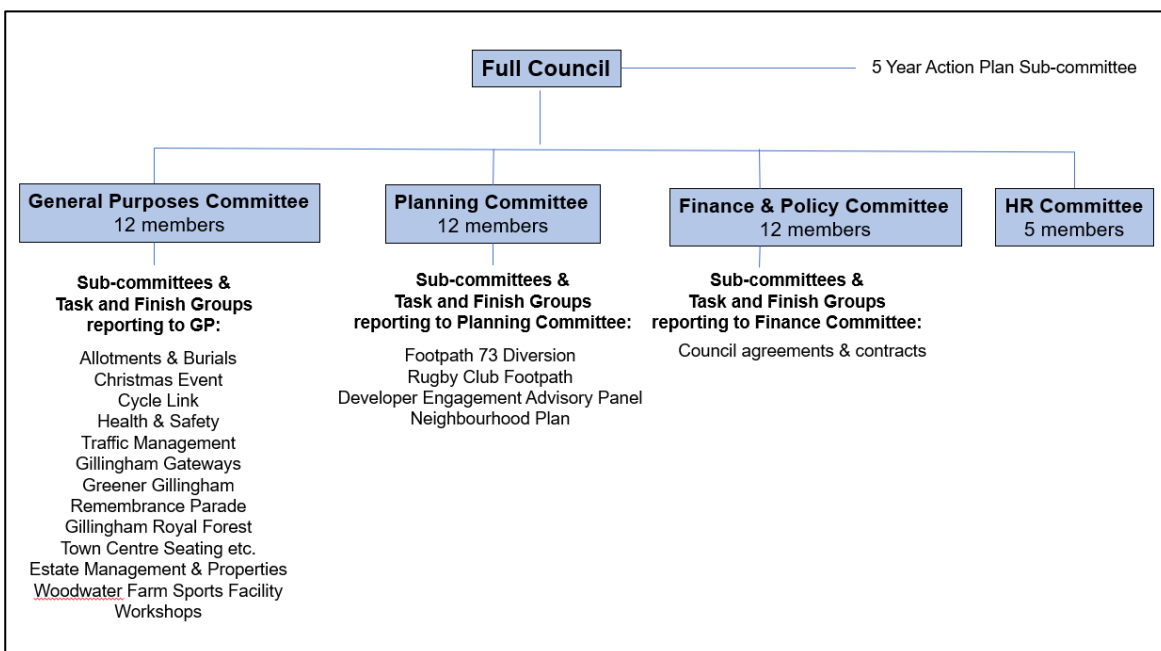 Full Council
5 Year Action Plan Sub-committee
General Purposes Committee
12 members
Planning Committee
12 members
Finance & Policy Committee
12 members
HR Committee
5 members
Sub-committees &
Task and Finish Groups
reporting to GP:
Allotments & Burials
Christmas Event
Cycle Link
Health & Safety
Traffic Management
Gillingham Gateways
Greener Gillingham
Remembrance Parade
Gillingham Royal Forest
Town Centre Seating etc.
Estate Management & Properties
Woodwater Farm Sports Facility
Workshops
Sub-committees &
Task and Finish Groups
reporting to Planning Committee:
Footpath 73 Diversion
Rugby Club Footpath
Developer Engagement Advisory Panel
Neighbourhood Plan
Sub-committees &
Task and Finish Groups
reporting to Finance Committee:
Council agreements & contracts